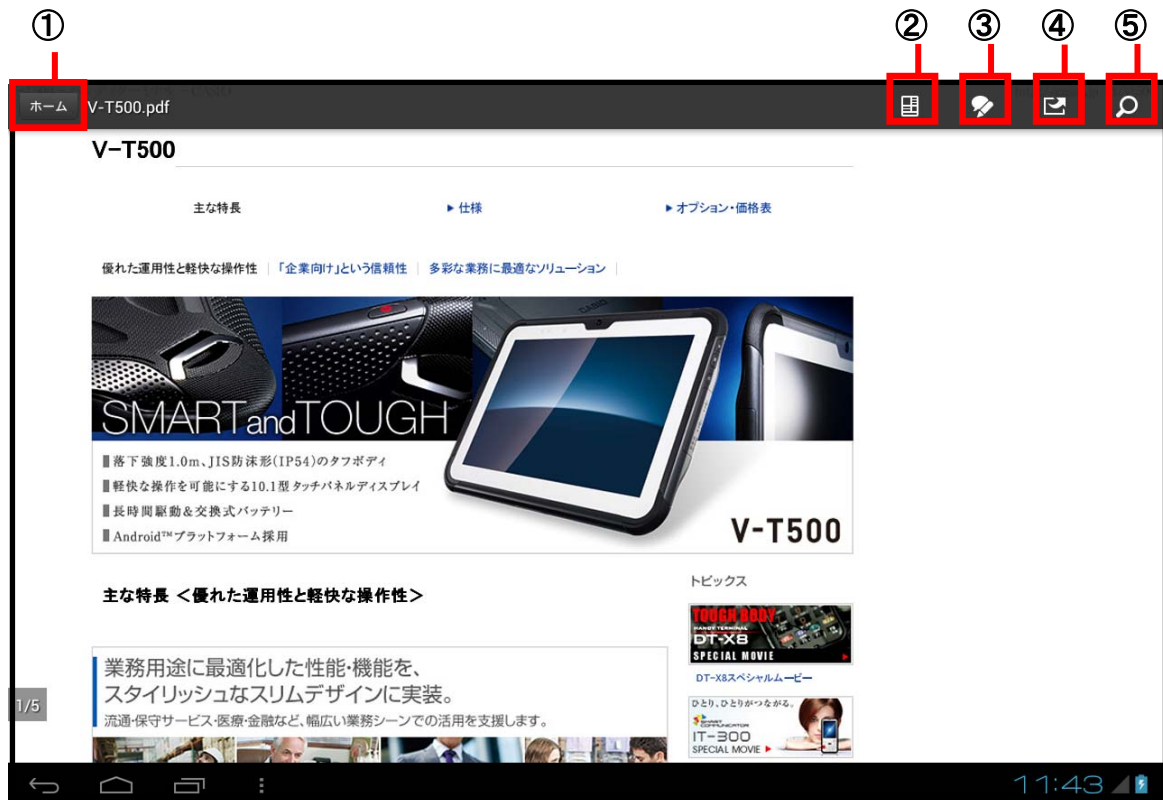 ① ② ③ ④ ⑤
ホーム V-T500.pdf
V-T500
主な特長 ▶ 仕様 ▶ オプション・価格表
優れた運用性と軽快な操作性 「企業向け」という信頼性 多彩な業務に最適なソリューション
CASIO
SMARTandTOUGH
落下強度1.0m、JIS防沫形(IP54)のタフボディ
軽快な操作を可能にする10.1型タッチパネルディスプレイ
長時間駆動&交換式バッテリー
Android™プラットフォーム採用
V-T500
主な特長 <優れた運用性と軽快な操作性>
トピックス
TOUGH BODY
HANDY TERMINAL
DT-X8
SPECIAL MOVIE
DT-X8スペシャルムービー
業務用途に最適化した性能・機能を、
スタイリッシュなスリムデザインに実装。
流通・保守サービス・医療・金融など、幅広い業務シーンでの活用を支援します。
ひとり、ひとりがつながる。
SMART
COMMUNICATOR
IT-300
SPECIAL MOVIE ▶
1/5
11:43